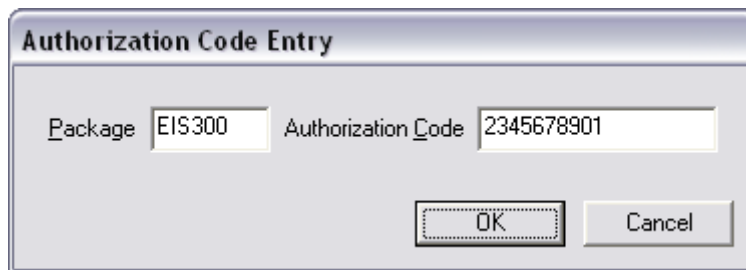 Authorization Code Entry
Package EIS300 Authorization Code 2345678901
OK Cancel